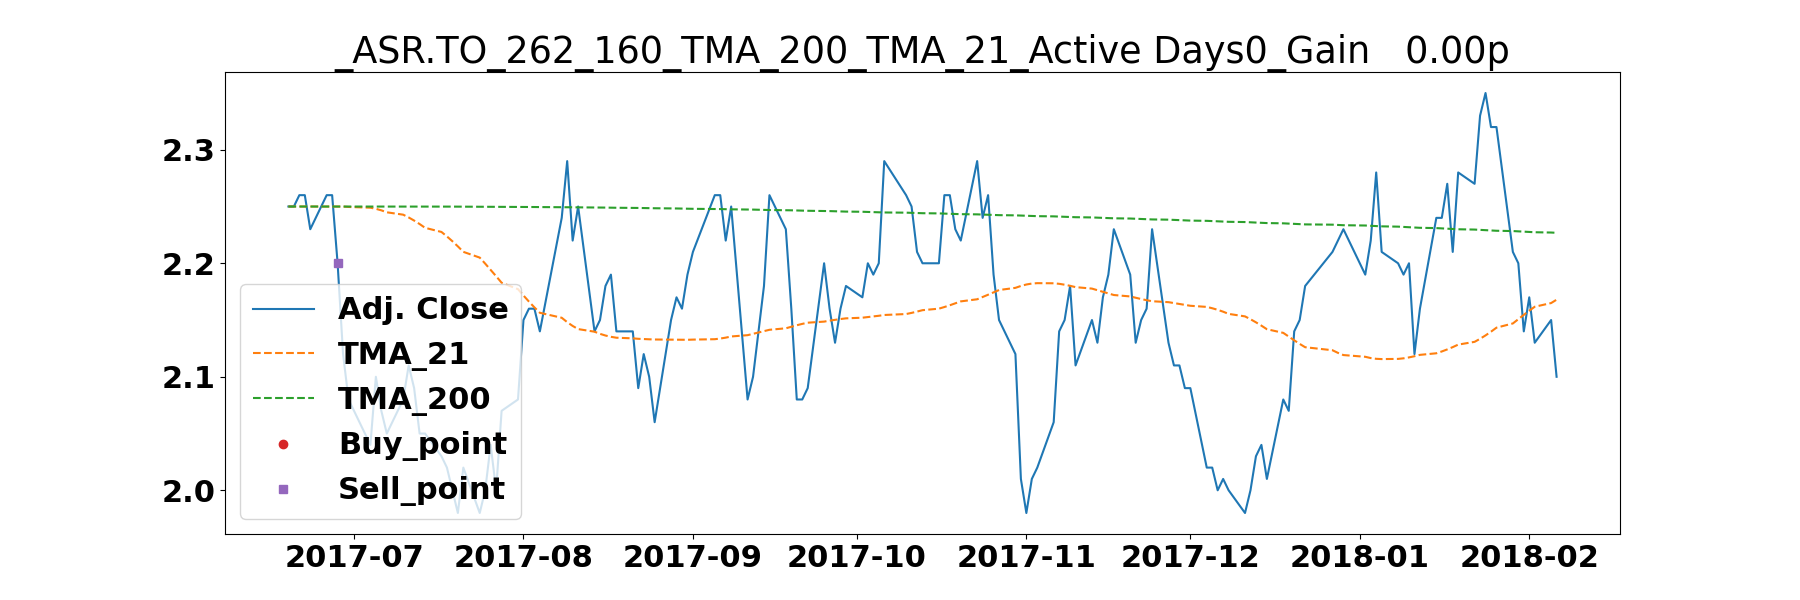 _ASR.TO_262_160_TMA_200_TMA_21_Active Days0_Gain   0.00p
2.3
2.2
2.1
2.0
Adj. Close
TMA_21
TMA_200
Buy_point
Sell_point
2017-07 2017-08 2017-09 2017-10 2017-11 2017-12 2018-01 2018-02